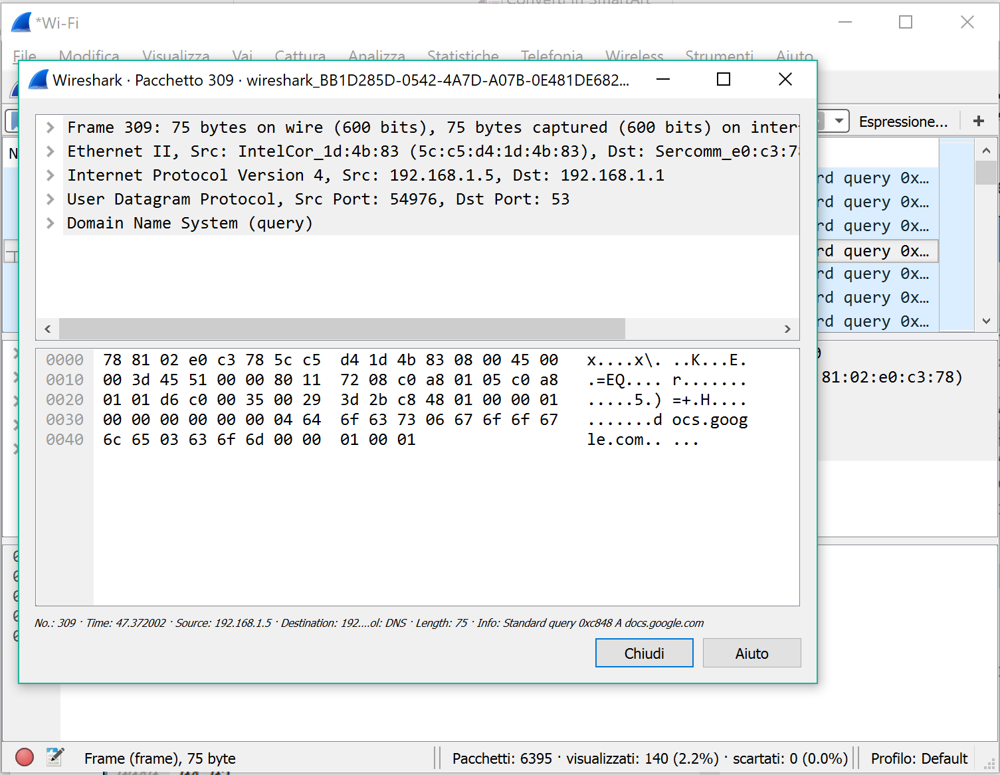 *Wi-Fi
File Modifica Visualizza Vai Cattura Analizza Statistiche Telefonia Wireless Strumenti Aiuto
Wireshark · Pacchetto 309 · wireshark_BB1D285D-0542-4A7D-A07B-0E481DE682...
Espressione... +
Frame 309: 75 bytes on wire (600 bits), 75 bytes captured (600 bits) on inter
Ethernet II, Src: IntelCor_1d:4b:83 (5c:c5:d4:1d:4b:83), Dst: Sercomm_e0:c3:78
Internet Protocol Version 4, Src: 192.168.1.5, Dst: 192.168.1.1
User Datagram Protocol, Src Port: 54976, Dst Port: 53
Domain Name System (query)
rd query 0x...
rd query 0x...
rd query 0x...
rd query 0x...
rd query 0x...
rd query 0x...
rd query 0x...
:81:02:e0:c3:78)
0000 78 81 02 e0 c3 78 5c c5 d4 1d 4b 83 08 00 45 00 x....x\. ..K...E.
0010 00 3d 45 51 00 00 80 11 72 08 c0 a8 01 05 c0 a8 .=EQ.... r.......
0020 01 01 d6 c0 00 35 00 29 3d 2b c8 48 01 00 00 01 .....5.) =+.H....
0030 00 00 00 00 00 00 04 64 6f 63 73 06 67 6f 6f 67 .......d ocs.goog
0040 6c 65 03 63 6f 6d 00 00 01 00 01 le.com.. ...
No.: 309 · Time: 47.372002 · Source: 192.168.1.5 · Destination: 192....ol: DNS · Length: 75 · Info: Standard query 0xc848 A docs.google.com
Chiudi Aiuto
Frame (frame), 75 byte Pacchetti: 6395 · visualizzati: 140 (2.2%) · scartati: 0 (0.0%) Profilo: Default